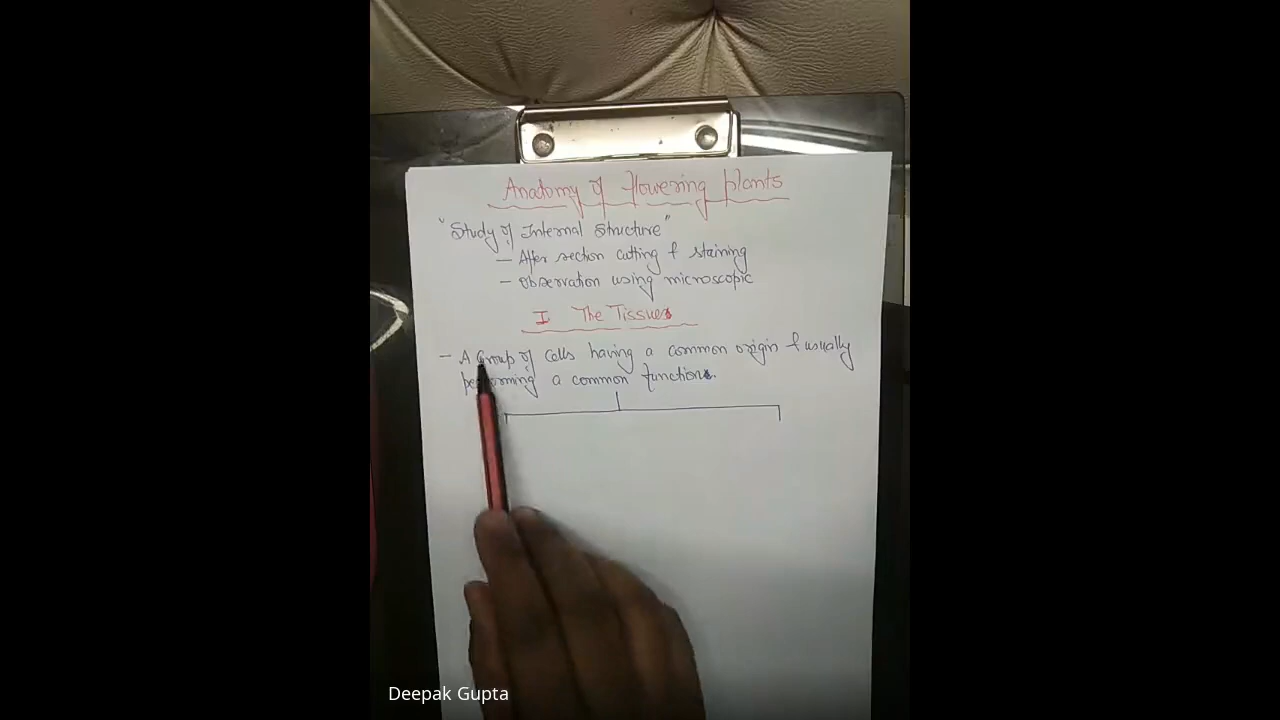 Anatomy of flowering plants
"Study of Internal Structure"
- After section cutting & staining
- observation using microscopic
I The Tissues
- A Group of cells having a common origin & usually
performing a common function.
Deepak Gupta